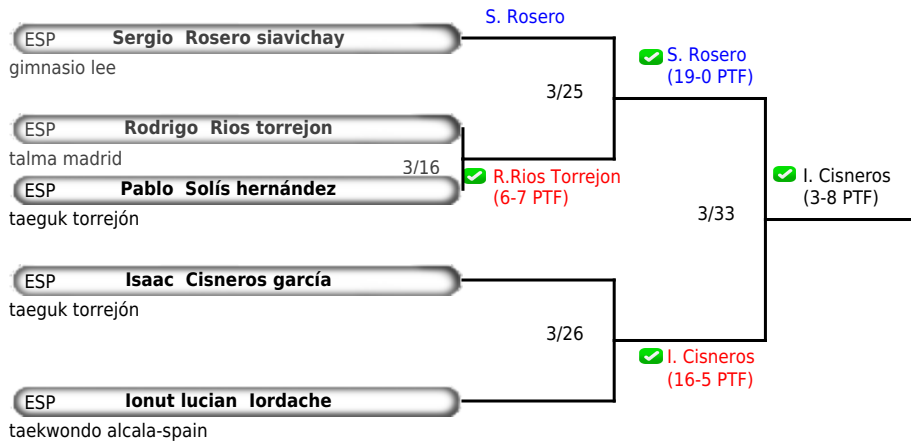 S. Rosero
ESP Sergio Rosero siavichay
gimnasio lee
S. Rosero
(19-0 PTF)
3/25
ESP Rodrigo Rios torrejon
talma madrid
3/16
R.Rios Torrejon
(6-7 PTF)
ESP Pablo Solís hernández
taeguk torrejón
I. Cisneros
(3-8 PTF)
3/33
ESP Isaac Cisneros garcía
taeguk torrejón
3/26
I. Cisneros
(16-5 PTF)
ESP Ionut lucian Iordache
taekwondo alcala-spain